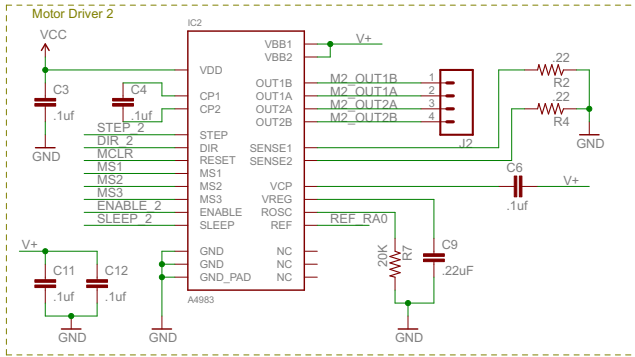 Motor Driver 2
IC2
VCC
V+
VBB1
VBB2
VDD
C3
.1uf
GND
C4
.1uf
CP1
CP2
OUT1B
OUT1A
OUT2A
OUT2B
M2_OUT1B
M2_OUT1A
M2_OUT2A
M2_OUT2B
1
2
3
4
J2
.22
R2
.22
R4
GND
STEP_2
DIR_2
MCLR
MS1
MS2
MS3
ENABLE_2
SLEEP_2
STEP
DIR
RESET
MS1
MS2
MS3
ENABLE
SLEEP
SENSE1
SENSE2
VCP
VREG
ROSC
REF
REF_RA0
C6
.1uf
V+
V+
C11
.1uf
C12
.1uf
GND
GND
GND
GND
GND_PAD
NC
NC
NC
A4983
20K
R7
C9
.22uF
GND